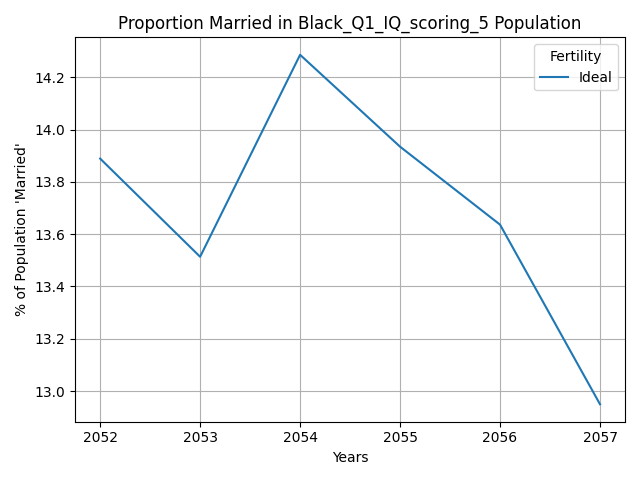 Proportion Married in Black_Q1_IQ_scoring_5 Population
Fertility
Ideal
% of Population 'Married'
14.2
14.0
13.8
13.6
13.4
13.2
13.0
2052 2053 2054 2055 2056 2057
Years